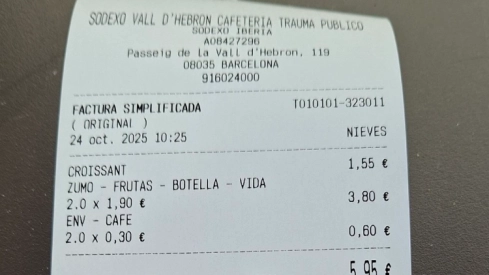 SODEXO VALL D'HEBRON CAFETERIA TRAUMA PUBLICO
SODEXO IBERIA
A08427296
Passeig de la Vall d'Hebron, 119
08035 BARCELONA
916024000
FACTURA SIMPLIFICADA T010101-323011
( ORIGINAL )
24 oct. 2025 10:25 NIEVES
CROISSANT 1,55 €
ZUMO - FRUTAS - BOTELLA - VIDA
2.0 x 1,90 € 3,80 €
ENV - CAFE
2.0 x 0,30 € 0,60 €
5,95 €